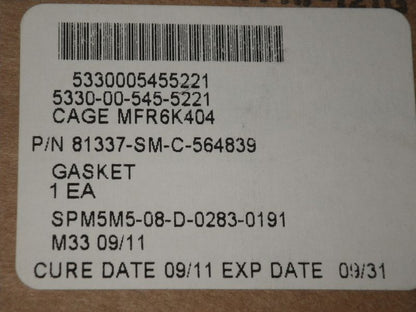 5330005455221
5330-00-545-5221
CAGE MFR6K404
P/N 81337-SM-C-564839
GASKET
1 EA
SPM5M5-08-D-0283-0191
M33 09/11
CURE DATE 09/11 EXP DATE 09/31